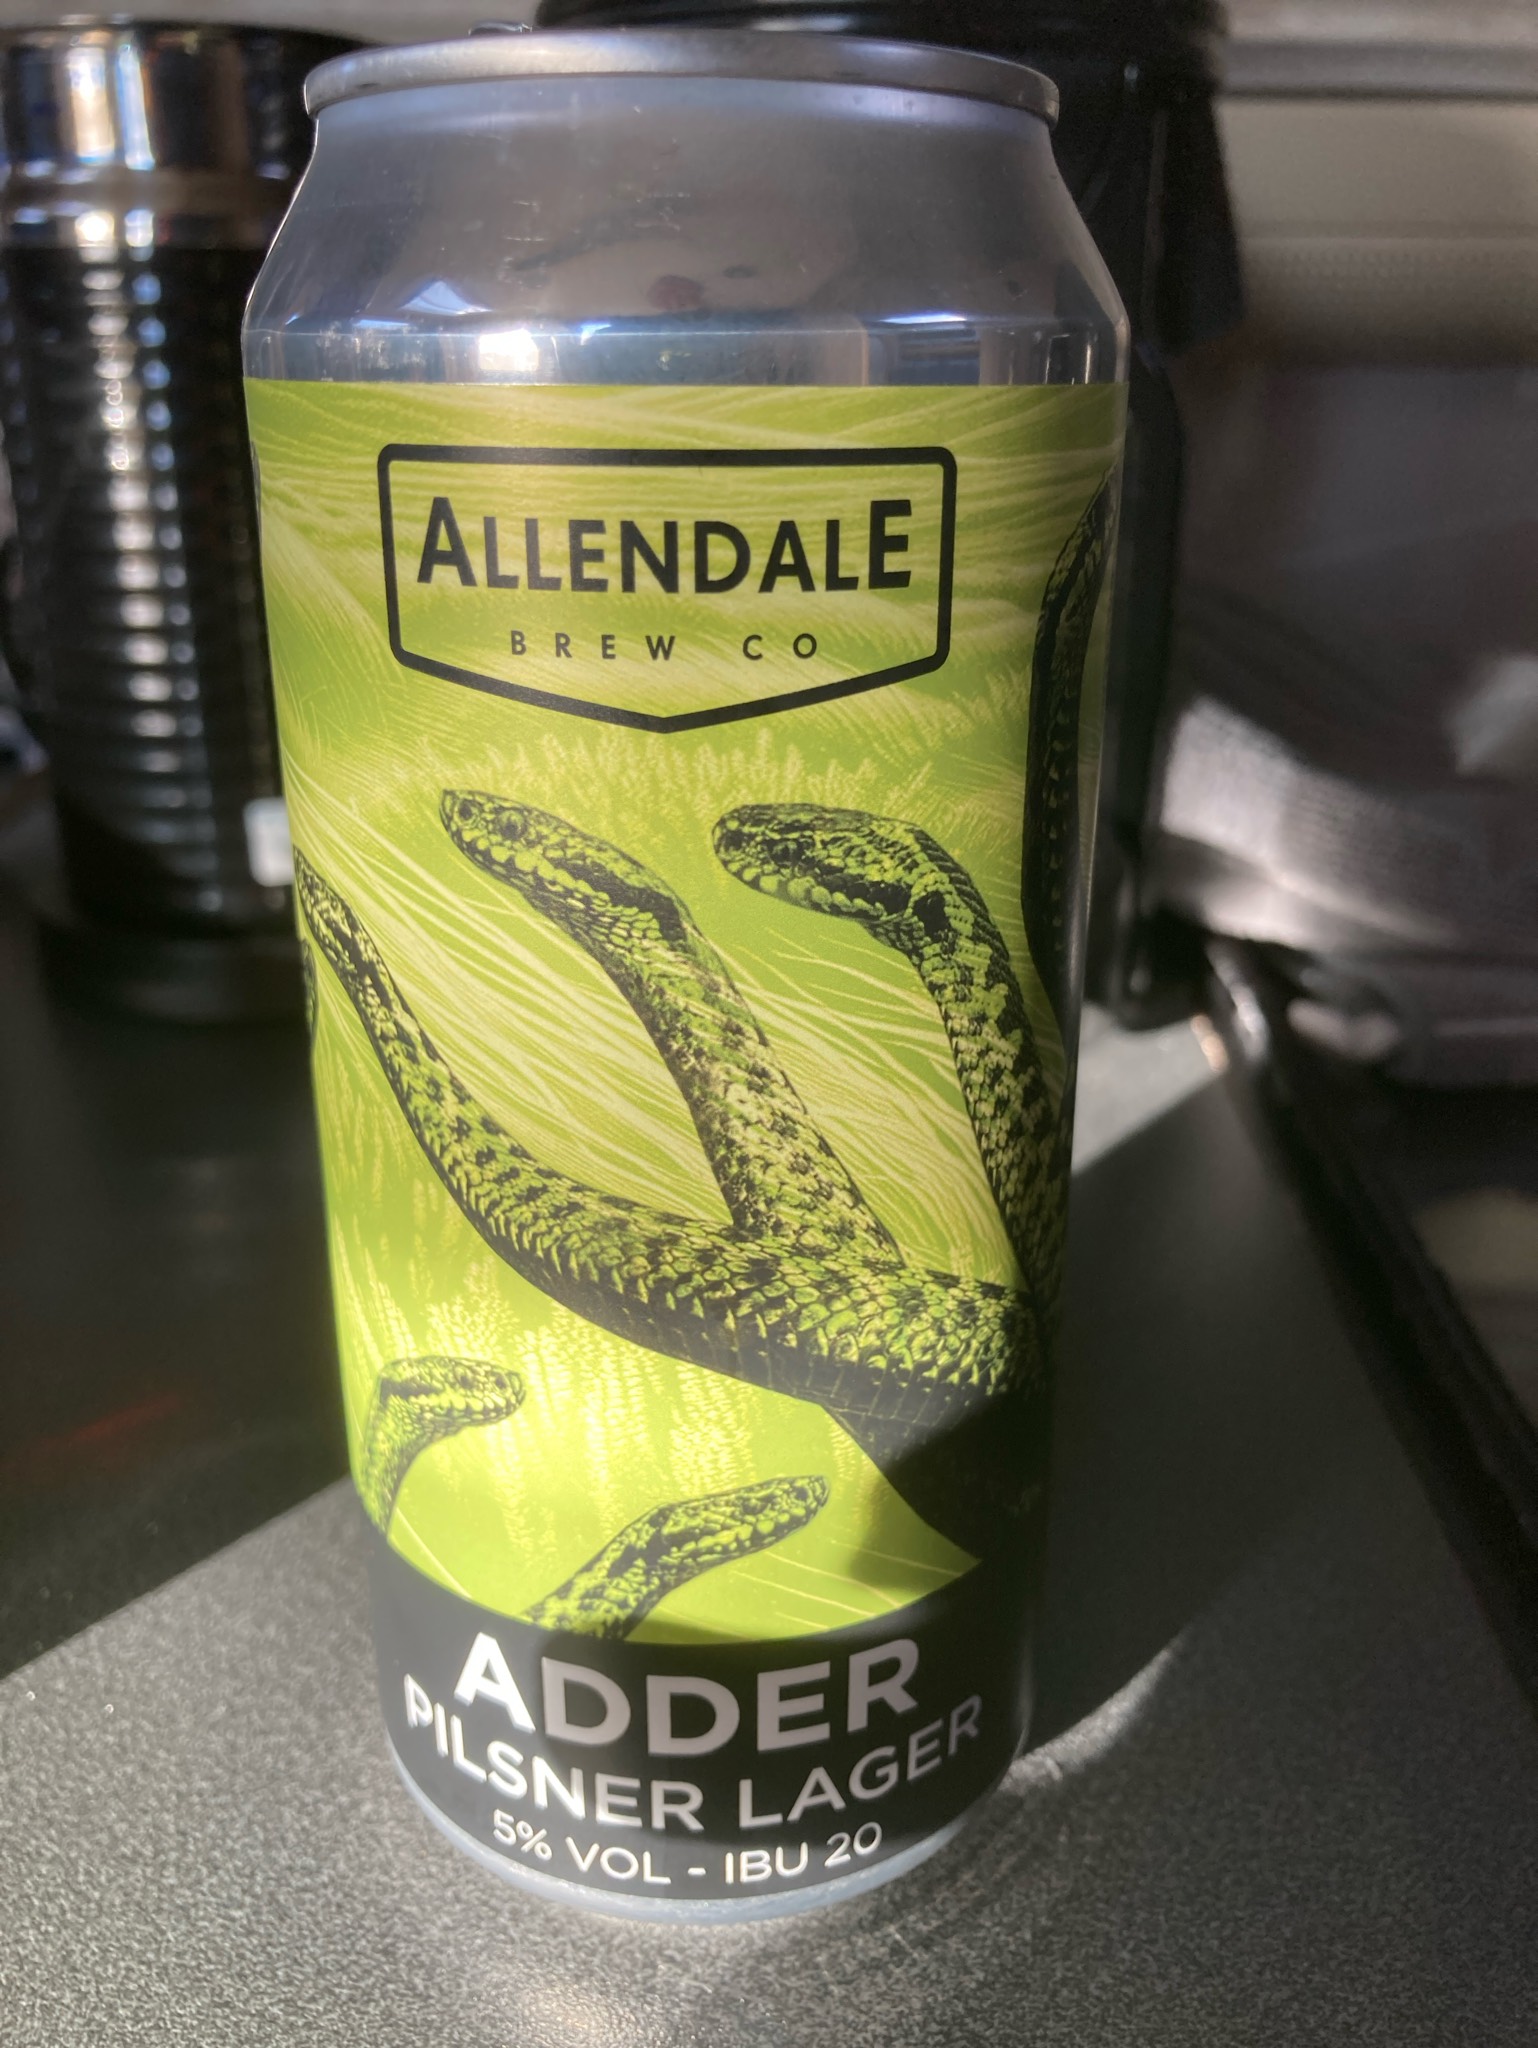 ALLENDALE
BREW CO
ADDER
PILSNER LAGER
5% VOL - IBU 20